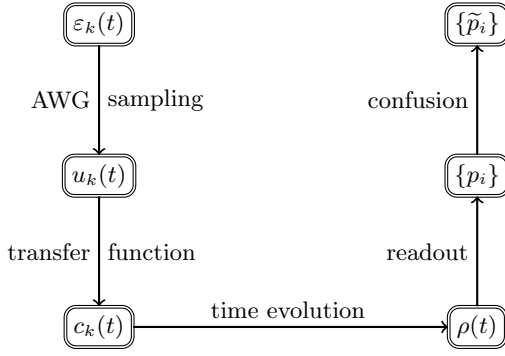 ε_k(t) {p̃_i}
AWG sampling confusion
u_k(t) {p_i}
transfer function readout
time evolution
c_k(t) ρ(t)